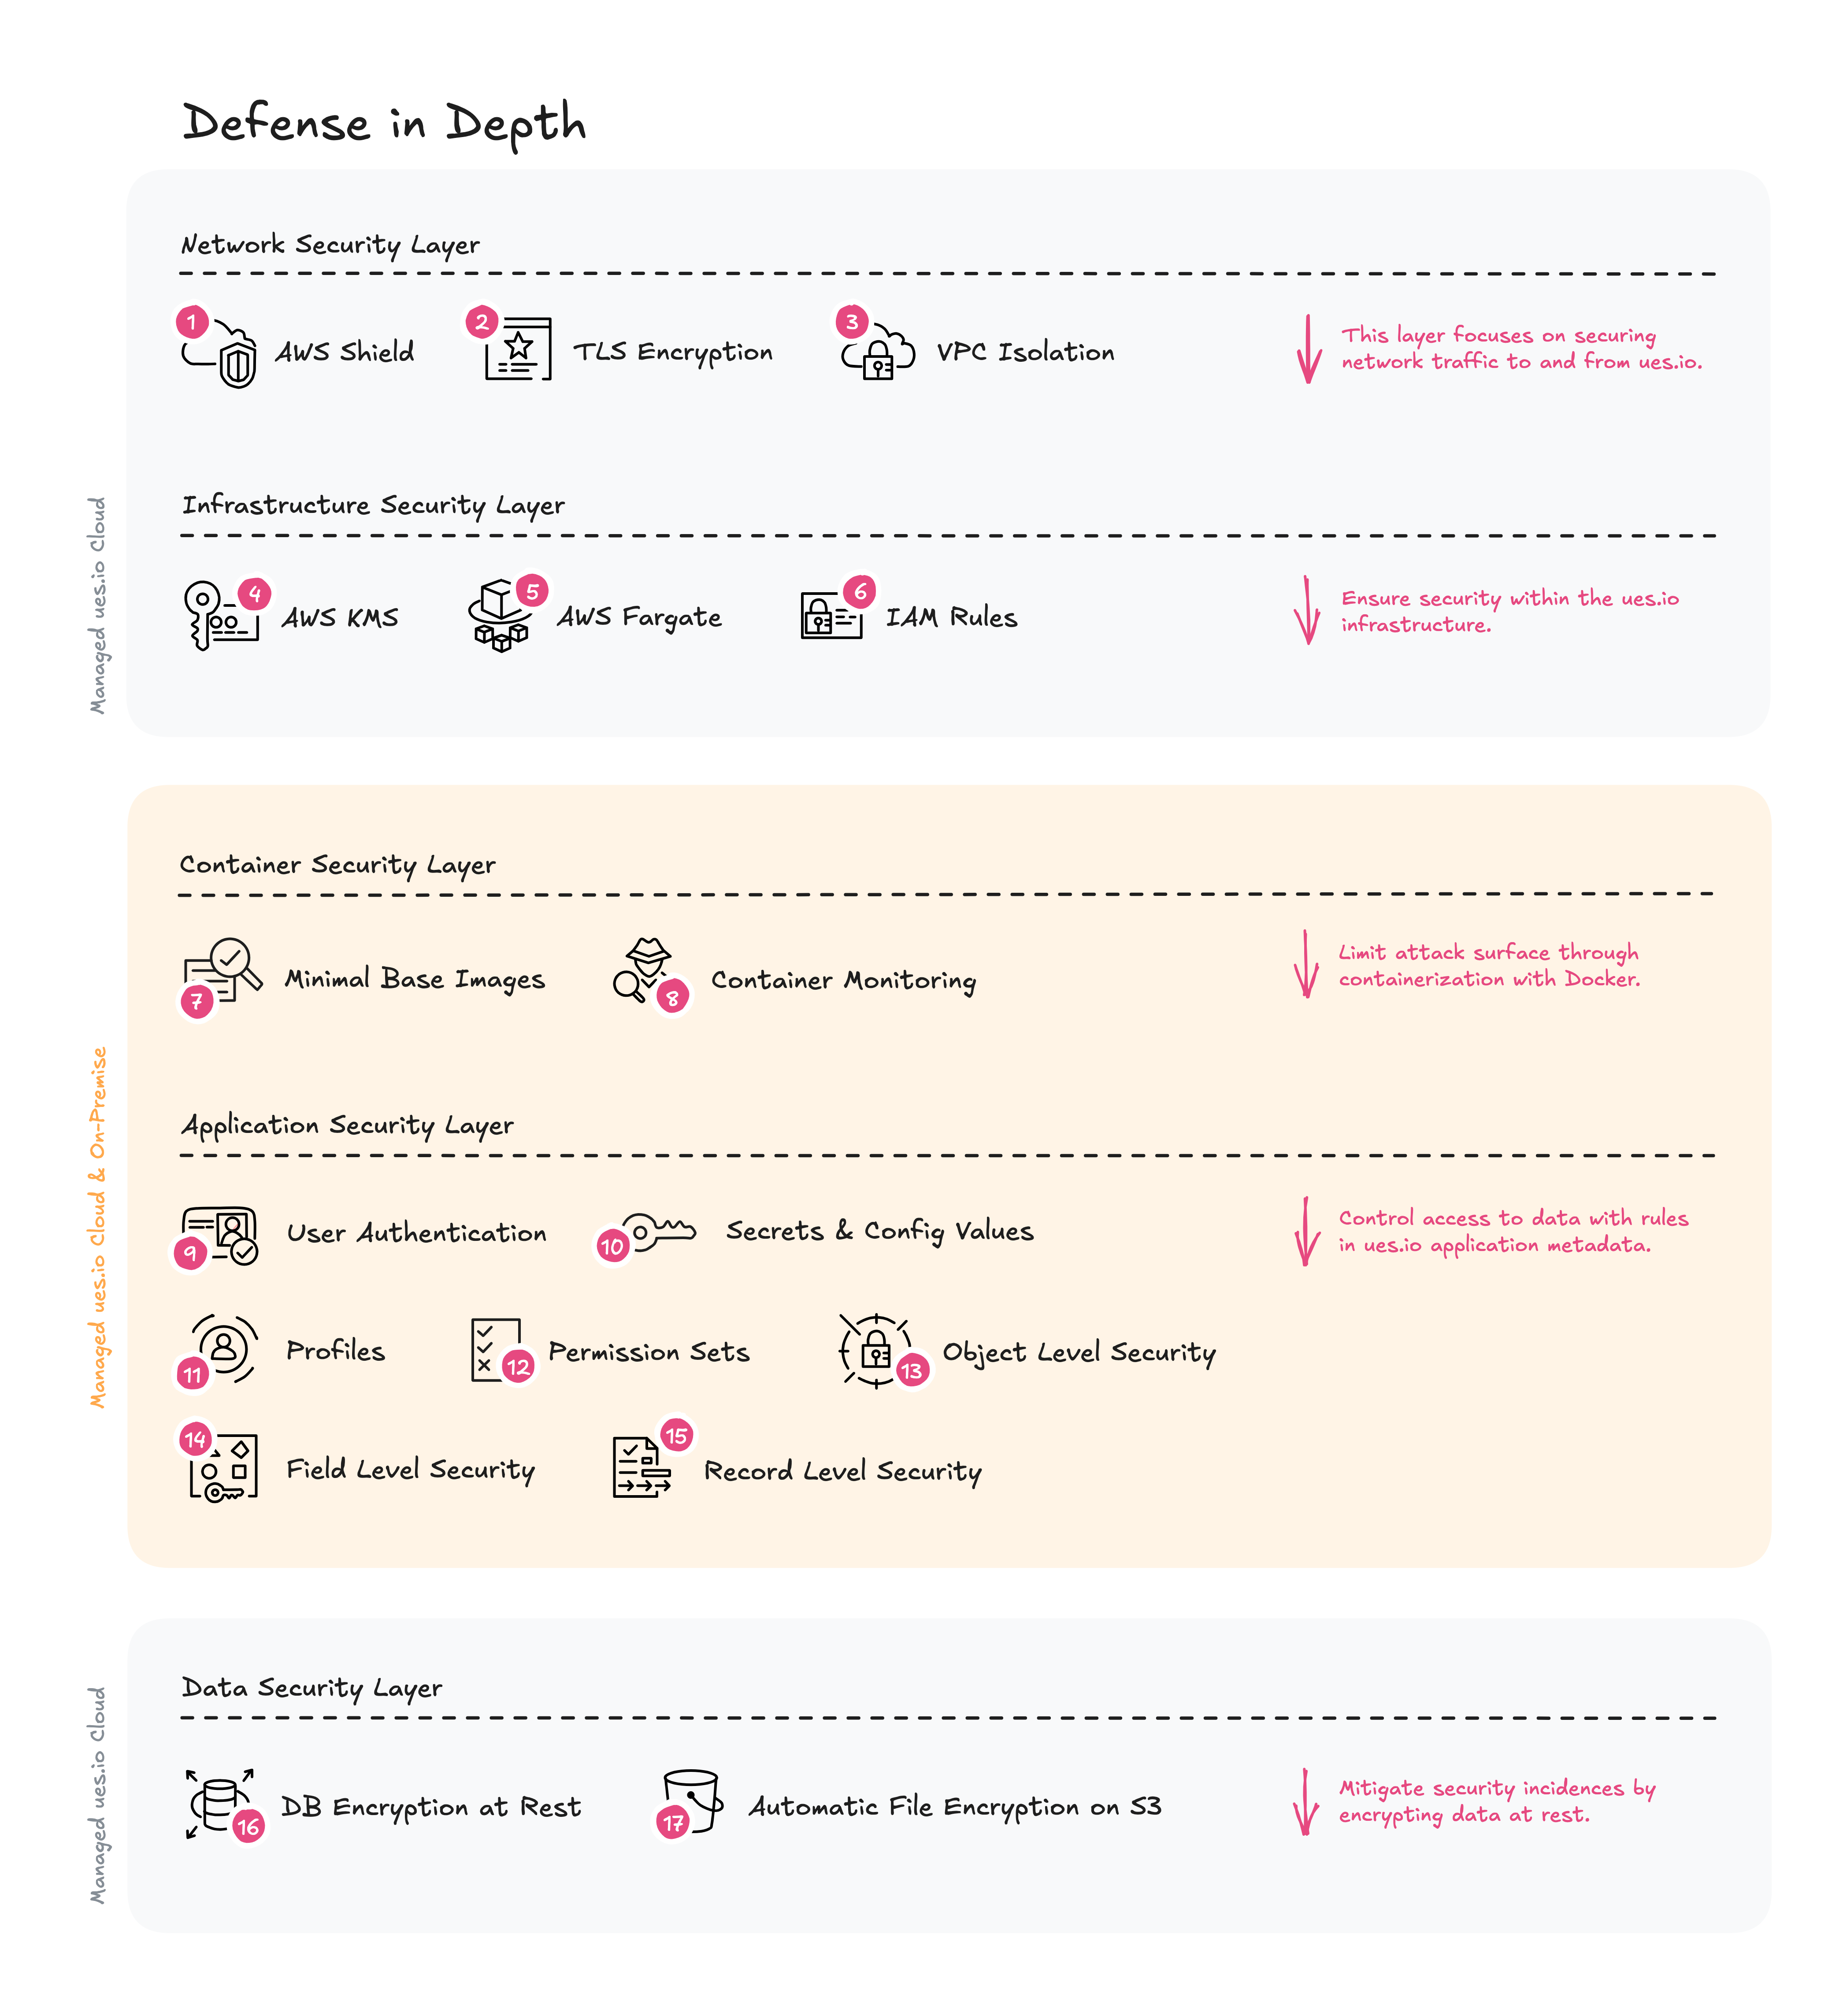 Defense in Depth
Managed ues.io Cloud
Network Security Layer
1 AWS Shield
2 TLS Encryption
3 VPC Isolation
This layer focuses on securing
network traffic to and from ues.io.
Infrastructure Security Layer
4 AWS KMS
5 AWS Fargate
6 IAM Rules
Ensure security within the ues.io
infrastructure.
Managed ues.io Cloud & On-Premise
Container Security Layer
7 Minimal Base Images
8 Container Monitoring
Limit attack surface through
containerization with Docker.
Application Security Layer
9 User Authentication
10 Secrets & Config Values
Control access to data with rules
in ues.io application metadata.
11 Profiles
12 Permission Sets
13 Object Level Security
14 Field Level Security
15 Record Level Security
Managed ues.io Cloud
Data Security Layer
16 DB Encryption at Rest
17 Automatic File Encryption on S3
Mitigate security incidences by
encrypting data at rest.